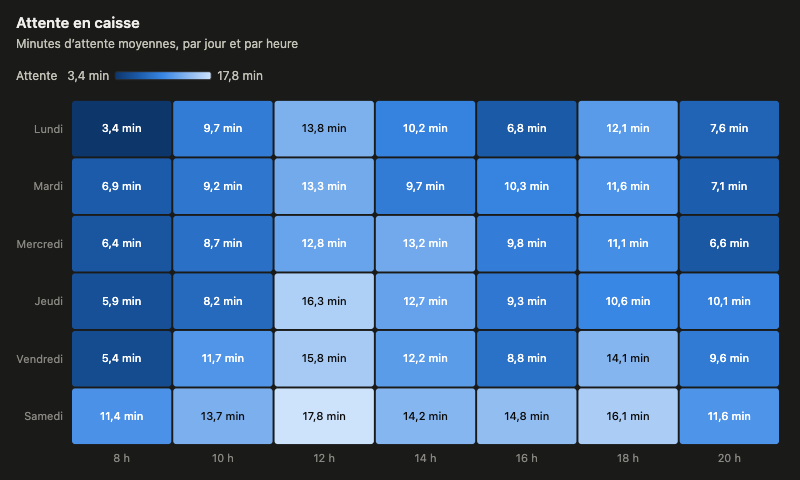 Attente en caisse
Minutes d’attente moyennes, par jour et par heure
Attente 3,4 min 17,8 min
Lundi 3,4 min 9,7 min 13,8 min 10,2 min 6,8 min 12,1 min 7,6 min
Mardi 6,9 min 9,2 min 13,3 min 9,7 min 10,3 min 11,6 min 7,1 min
Mercredi 6,4 min 8,7 min 12,8 min 13,2 min 9,8 min 11,1 min 6,6 min
Jeudi 5,9 min 8,2 min 16,3 min 12,7 min 9,3 min 10,6 min 10,1 min
Vendredi 5,4 min 11,7 min 15,8 min 12,2 min 8,8 min 14,1 min 9,6 min
Samedi 11,4 min 13,7 min 17,8 min 14,2 min 14,8 min 16,1 min 11,6 min
8 h 10 h 12 h 14 h 16 h 18 h 20 h